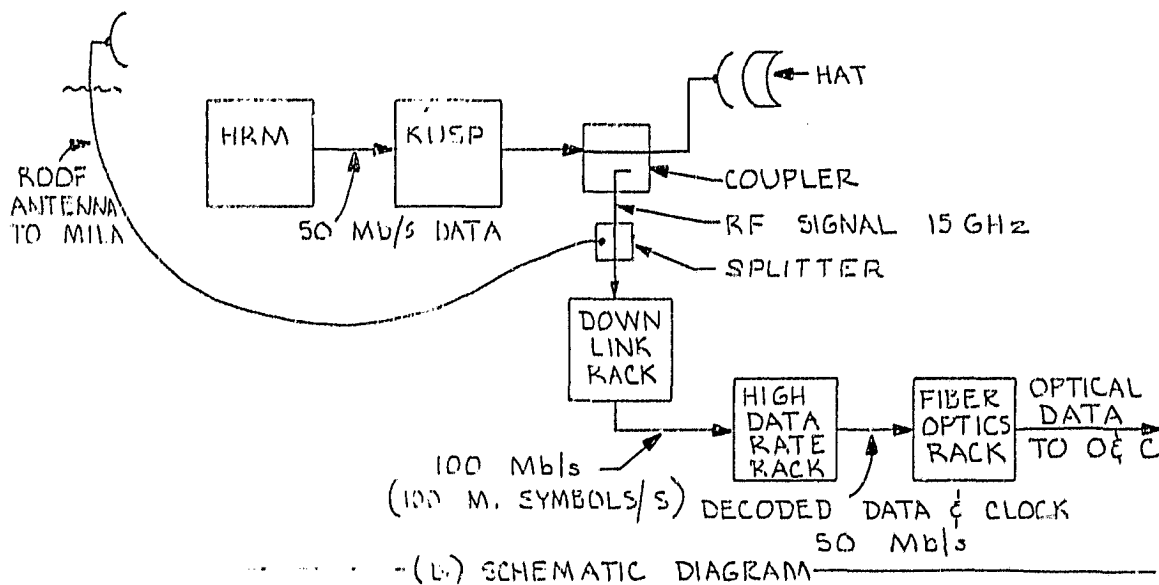 HAT
HRM
KUSP
ROOF
ANTENNA
TO MILA
50 Mb/s DATA
COUPLER
RF SIGNAL 15 GHz
SPLITTER
DOWN
LINK
RACK
HIGH
DATA
RATE
RACK
FIBER
OPTICS
RACK
OPTICAL
DATA
TO O & C
100 Mb/s
(100 M. SYMBOLS/S)
DECODED DATA & CLOCK
50 Mb/s
(b) SCHEMATIC DIAGRAM